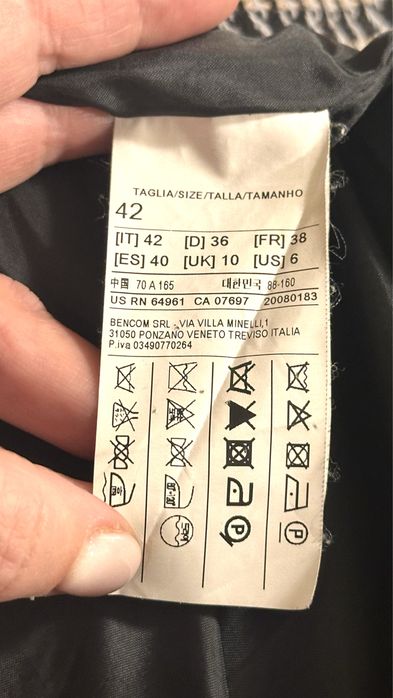 TAGLIA/SIZE/TALLA/TAMANHO
42
[IT] 42 [D] 36 [FR] 38
[ES] 40 [UK] 10 [US] 6
中国 70 A 165 대한민국 88-160
US RN 64961 CA 07697 20080183
BENCOM SRL - VIA VILLA MINELLI,1
31050 PONZANO VENETO TREVISO ITALIA
P.iva 03490770264
P P